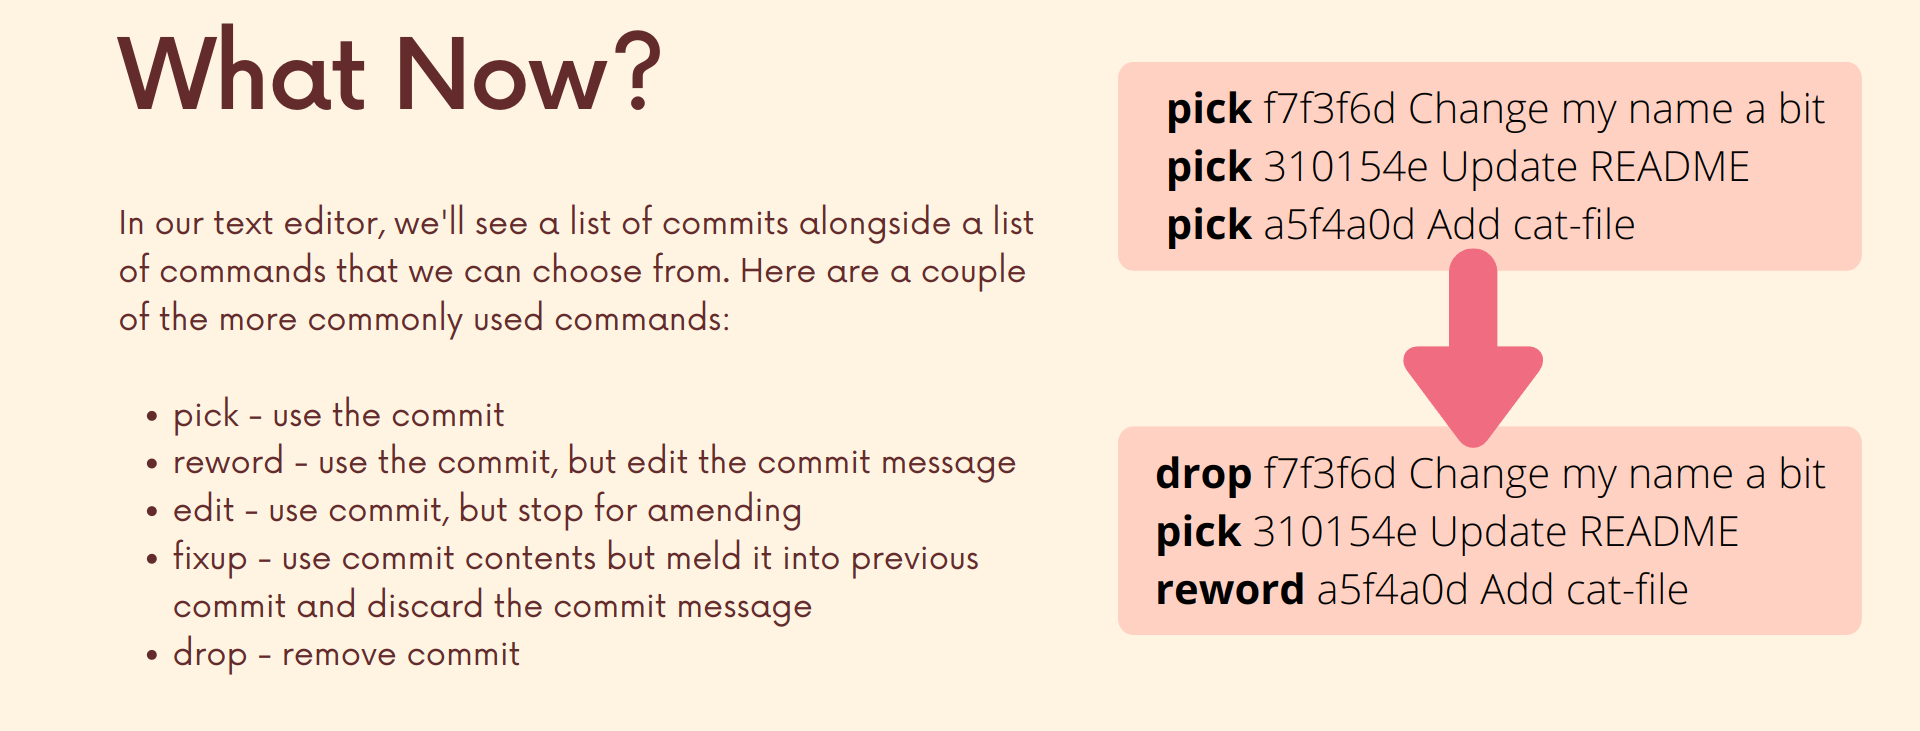 What Now?
In our text editor, we'll see a list of commits alongside a list
of commands that we can choose from. Here are a couple
of the more commonly used commands:
• pick - use the commit
• reword - use the commit, but edit the commit message
• edit - use commit, but stop for amending
• fixup - use commit contents but meld it into previous
commit and discard the commit message
• drop - remove commit
pick f7f3f6d Change my name a bit
pick 310154e Update README
pick a5f4a0d Add cat-file
drop f7f3f6d Change my name a bit
pick 310154e Update README
reword a5f4a0d Add cat-file